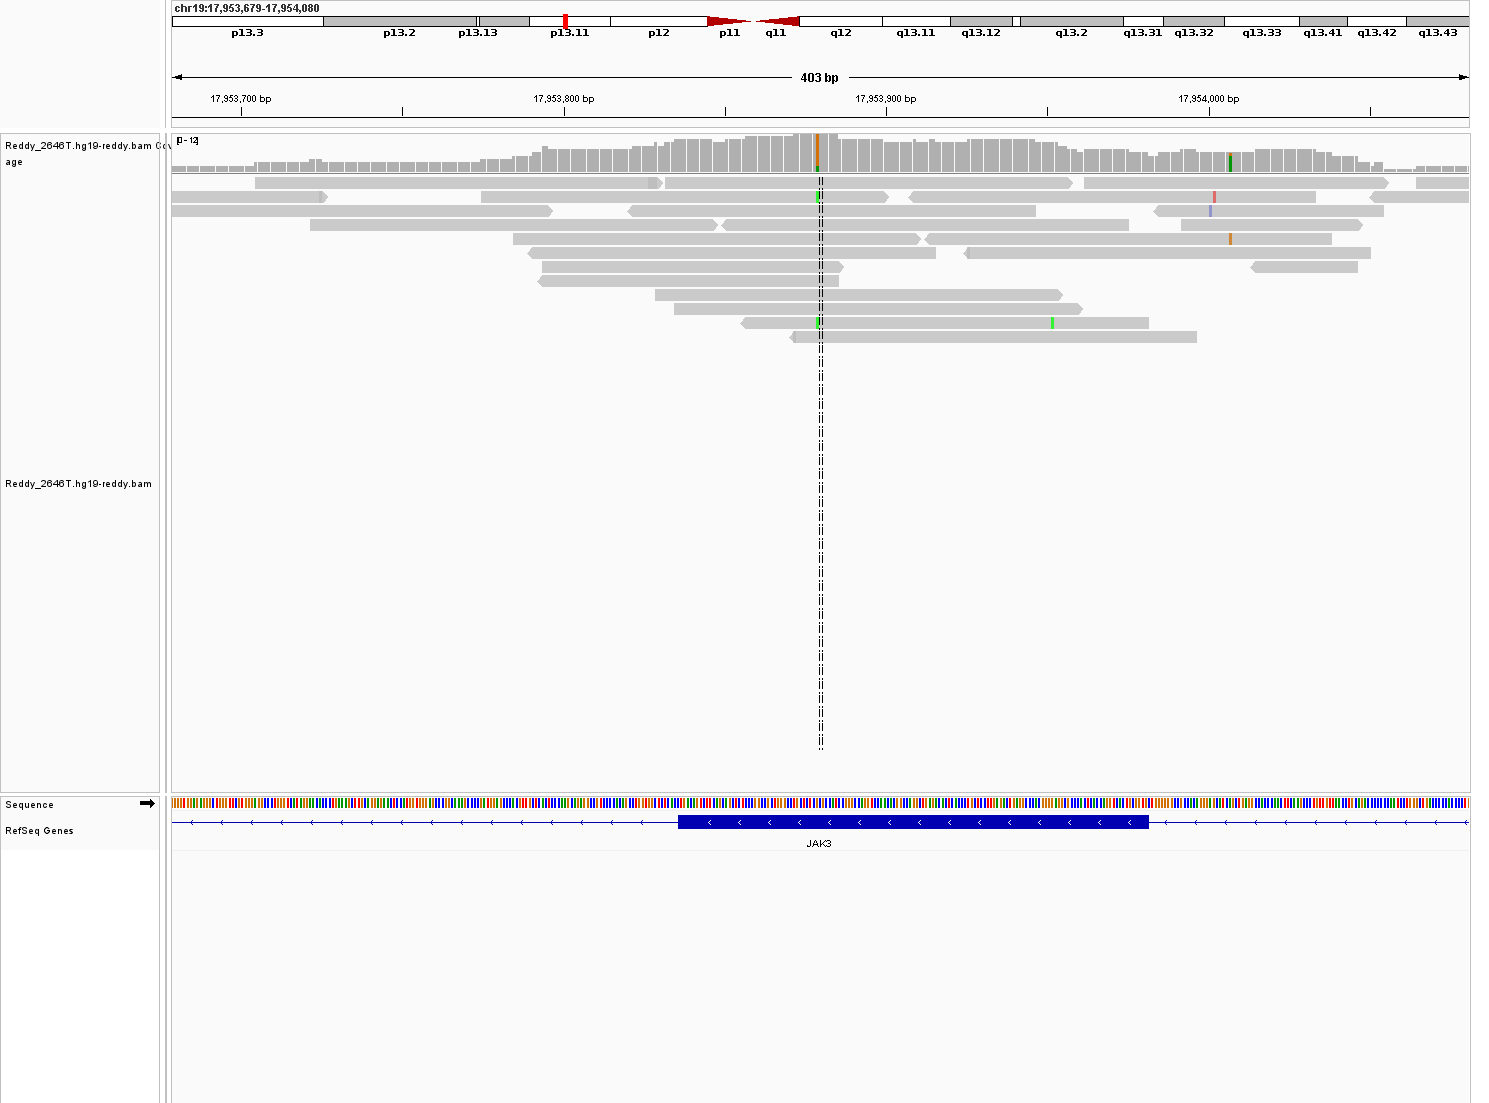 chr19:17,953,679-17,954,080
p13.3 p13.2 p13.13 p13.11 p12 p11 q11 q12 q13.11 q13.12 q13.2 q13.31 q13.32 q13.33 q13.41 q13.42 q13.43
403 bp
17,953,700 bp 17,953,800 bp 17,953,900 bp 17,954,000 bp
Reddy_2646T.hg19-reddy.bam Cov
age
[0 - 12]
Reddy_2646T.hg19-reddy.bam
Sequence
RefSeq Genes
JAK3